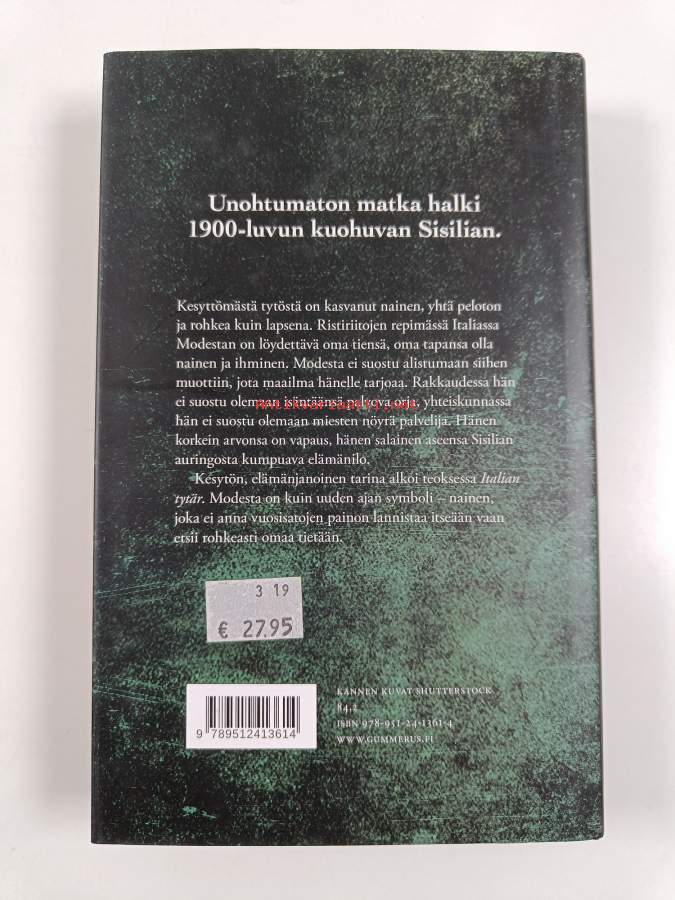 Unohtumaton matka halki
1900-luvun kuohuvan Sisilian.
Kesyttömästä tytöstä on kasvanut nainen, yhtä peloton
ja rohkea kuin lapsena. Ristiriitojen repimässä Italiassa
Modestan on löydettävä oma tiensä, oma tapansa olla
nainen ja ihminen. Modesta ei suostu alistumaan siihen
muottiin, jota maailma hänelle tarjoaa. Rakkaudessa hän
ei suostu olemaan isäntäänsä palvova orja, yhteiskunnassa
hän ei suostu olemaan miesten nöyrä palvelija. Hänen
korkein arvonsa on vapaus, hänen salainen aseensa Sisilian
auringosta kumpuava elämänilo.
Kesytön, elämänjanoinen tarina alkoi teoksessa Italian
tytär. Modesta on kuin uuden ajan symboli – nainen,
joka ei anna vuosisatojen painon lannistaa itseään vaan
etsii rohkeasti omaa tietään.
3 19
€ 27.95
KANNEN KUVAT SHUTTERSTOCK
84.2
ISBN 978-951-24-1361-4
WWW.GUMMERUS.FI
9 789512413614